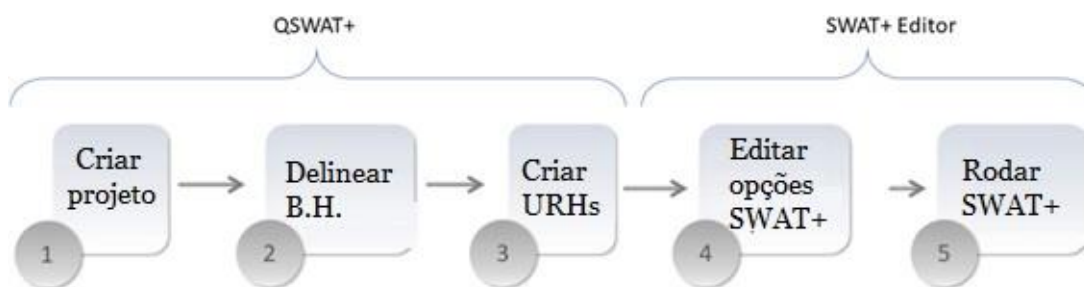 QSWAT+
SWAT+ Editor
Criar
projeto
1
Delinear
B.H.
2
Criar
URHs
3
Editar
opções
SWAT+
4
Rodar
SWAT+
5